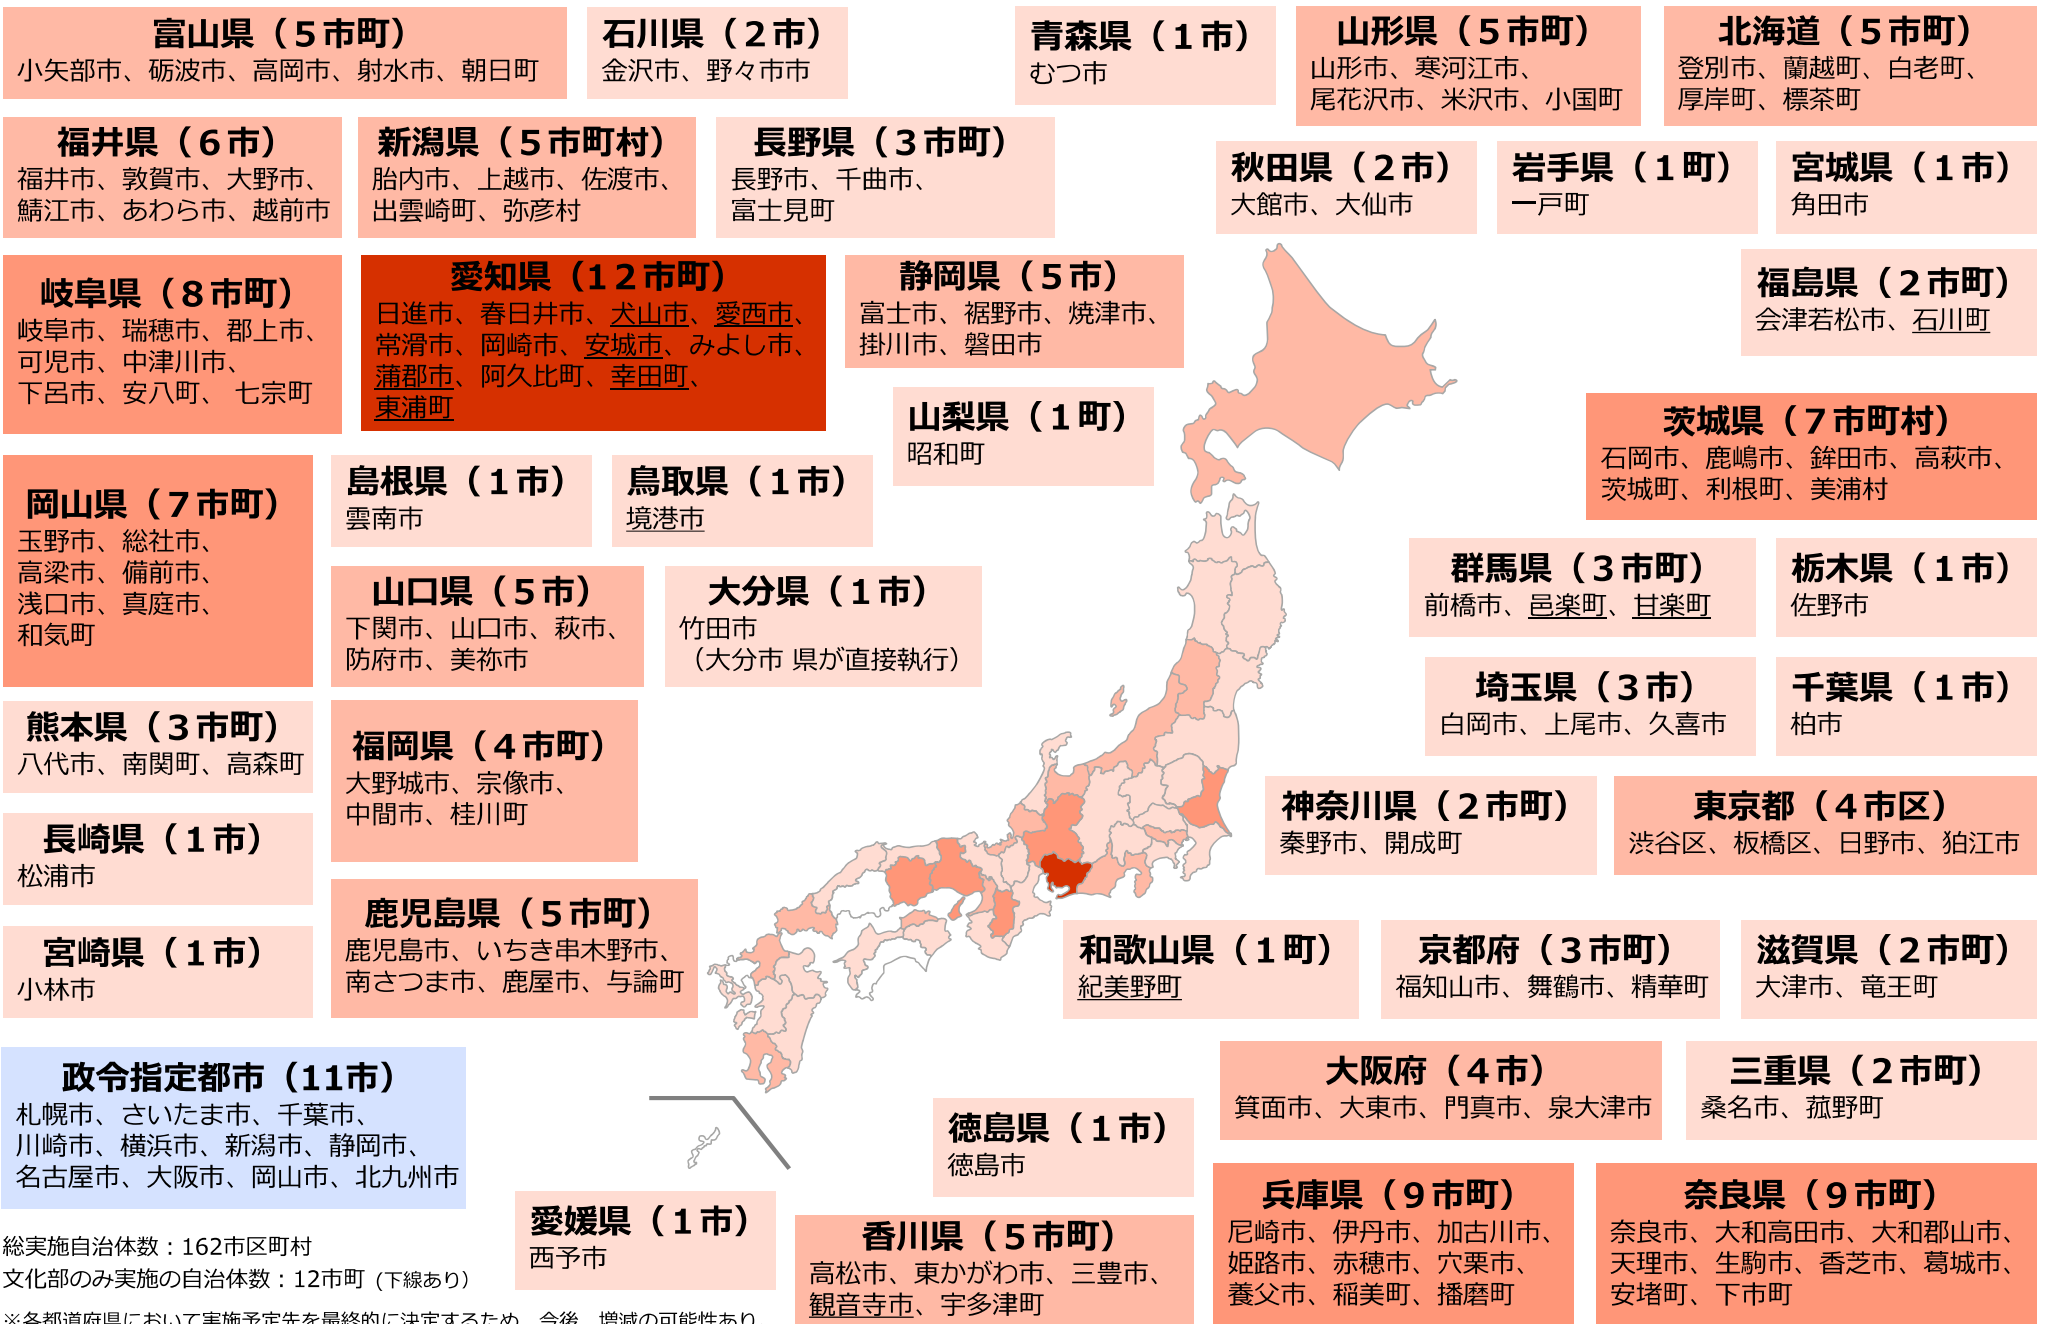 富山県（５市町）
小矢部市、砺波市、高岡市、射水市、朝日町
石川県（２市）
金沢市、野々市市
青森県（１市）
むつ市
山形県（５市町）
山形市、寒河江市、
尾花沢市、米沢市、小国町
北海道（５市町）
登別市、蘭越町、白老町、
厚岸町、標茶町
福井県（６市）
福井市、敦賀市、大野市、
鯖江市、あわら市、越前市
新潟県（５市町村）
胎内市、上越市、佐渡市、
出雲崎町、弥彦村
長野県（３市町）
長野市、千曲市、
富士見町
秋田県（２市）
大館市、大仙市
岩手県（１町）
一戸町
宮城県（１市）
角田市
岐阜県（８市町）
岐阜市、瑞穂市、郡上市、
可児市、中津川市、
下呂市、安八町、 七宗町
愛知県（12市町）
日進市、春日井市、犬山市、愛西市、
常滑市、岡崎市、安城市、みよし市、
蒲郡市、阿久比町、幸田町、
東浦町
静岡県（５市）
富士市、裾野市、焼津市、
掛川市、磐田市
福島県（２市町）
会津若松市、石川町
山梨県（１町）
昭和町
茨城県（７市町村）
石岡市、鹿嶋市、鉾田市、高萩市、
茨城町、利根町、美浦村
岡山県（７市町）
玉野市、総社市、
高梁市、備前市、
浅口市、真庭市、
和気町
島根県（１市）
雲南市
鳥取県（１市）
境港市
群馬県（３市町）
前橋市、邑楽町、甘楽町
栃木県（１市）
佐野市
山口県（５市）
下関市、山口市、萩市、
防府市、美祢市
大分県（１市）
竹田市
（大分市 県が直接執行）
埼玉県（３市）
白岡市、上尾市、久喜市
千葉県（１市）
柏市
熊本県（３市町）
八代市、南関町、高森町
福岡県（４市町）
大野城市、宗像市、
中間市、桂川町
神奈川県（２市町）
秦野市、開成町
東京都（４市区）
渋谷区、板橋区、日野市、狛江市
長崎県（１市）
松浦市
鹿児島県（５市町）
鹿児島市、いちき串木野市、
南さつま市、鹿屋市、与論町
宮崎県（１市）
小林市
和歌山県（１町）
紀美野町
京都府（３市町）
福知山市、舞鶴市、精華町
滋賀県（２市町）
大津市、竜王町
政令指定都市（11市）
札幌市、さいたま市、千葉市、
川崎市、横浜市、新潟市、静岡市、
名古屋市、大阪市、岡山市、北九州市
大阪府（４市）
箕面市、大東市、門真市、泉大津市
三重県（２市町）
桑名市、菰野町
徳島県（１市）
徳島市
愛媛県（１市）
西予市
香川県（５市町）
高松市、東かがわ市、三豊市、
観音寺市、宇多津町
兵庫県（９市町）
尼崎市、伊丹市、加古川市、
姫路市、赤穂市、宍粟市、
養父市、稲美町、播磨町
奈良県（９市町）
奈良市、大和高田市、大和郡山市、
天理市、生駒市、香芝市、葛城市、
安堵町、下市町
総実施自治体数：162市区町村
文化部のみ実施の自治体数：12市町（下線あり）
※各都道府県において実施予定先を最終的に決定するため、今後、増減の可能性あり